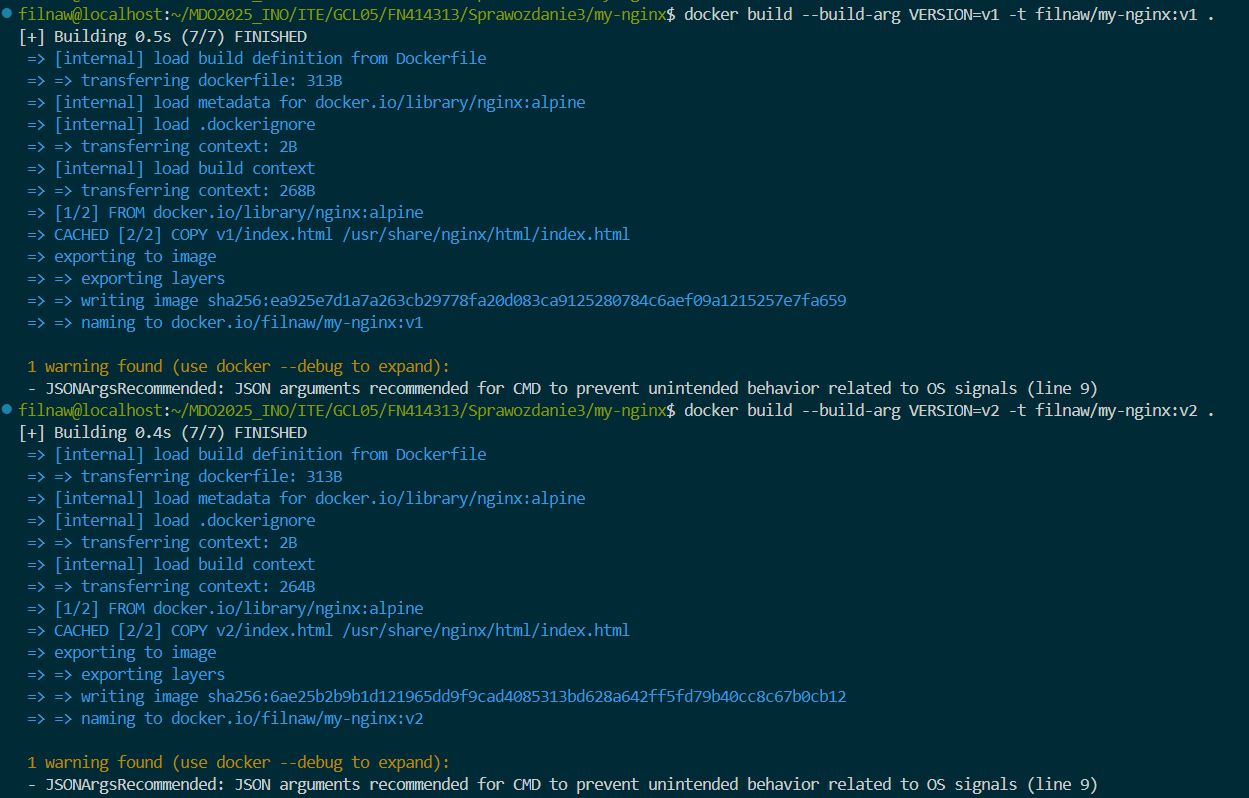 filnaw@localhost:~/MDO2025_INO/ITE/GCL05/FN414313/Sprawozdanie3/my-nginx$ docker build --build-arg VERSION=v1 -t filnaw/my-nginx:v1 .
[+] Building 0.5s (7/7) FINISHED
=> [internal] load build definition from Dockerfile
=> => transferring dockerfile: 313B
=> [internal] load metadata for docker.io/library/nginx:alpine
=> [internal] load .dockerignore
=> => transferring context: 2B
=> [internal] load build context
=> => transferring context: 268B
=> [1/2] FROM docker.io/library/nginx:alpine
=> CACHED [2/2] COPY v1/index.html /usr/share/nginx/html/index.html
=> exporting to image
=> => exporting layers
=> => writing image sha256:ea925e7d1a7a263cb29778fa20d083ca9125280784c6aef09a1215257e7fa659
=> => naming to docker.io/filnaw/my-nginx:v1
1 warning found (use docker --debug to expand):
- JSONArgsRecommended: JSON arguments recommended for CMD to prevent unintended behavior related to OS signals (line 9)
filnaw@localhost:~/MDO2025_INO/ITE/GCL05/FN414313/Sprawozdanie3/my-nginx$ docker build --build-arg VERSION=v2 -t filnaw/my-nginx:v2 .
[+] Building 0.4s (7/7) FINISHED
=> [internal] load build definition from Dockerfile
=> => transferring dockerfile: 313B
=> [internal] load metadata for docker.io/library/nginx:alpine
=> [internal] load .dockerignore
=> => transferring context: 2B
=> [internal] load build context
=> => transferring context: 264B
=> [1/2] FROM docker.io/library/nginx:alpine
=> CACHED [2/2] COPY v2/index.html /usr/share/nginx/html/index.html
=> exporting to image
=> => exporting layers
=> => writing image sha256:6ae25b2b9b1d121965dd9f9cad4085313bd628a642ff5fd79b40cc8c67b0cb12
=> => naming to docker.io/filnaw/my-nginx:v2
1 warning found (use docker --debug to expand):
- JSONArgsRecommended: JSON arguments recommended for CMD to prevent unintended behavior related to OS signals (line 9)